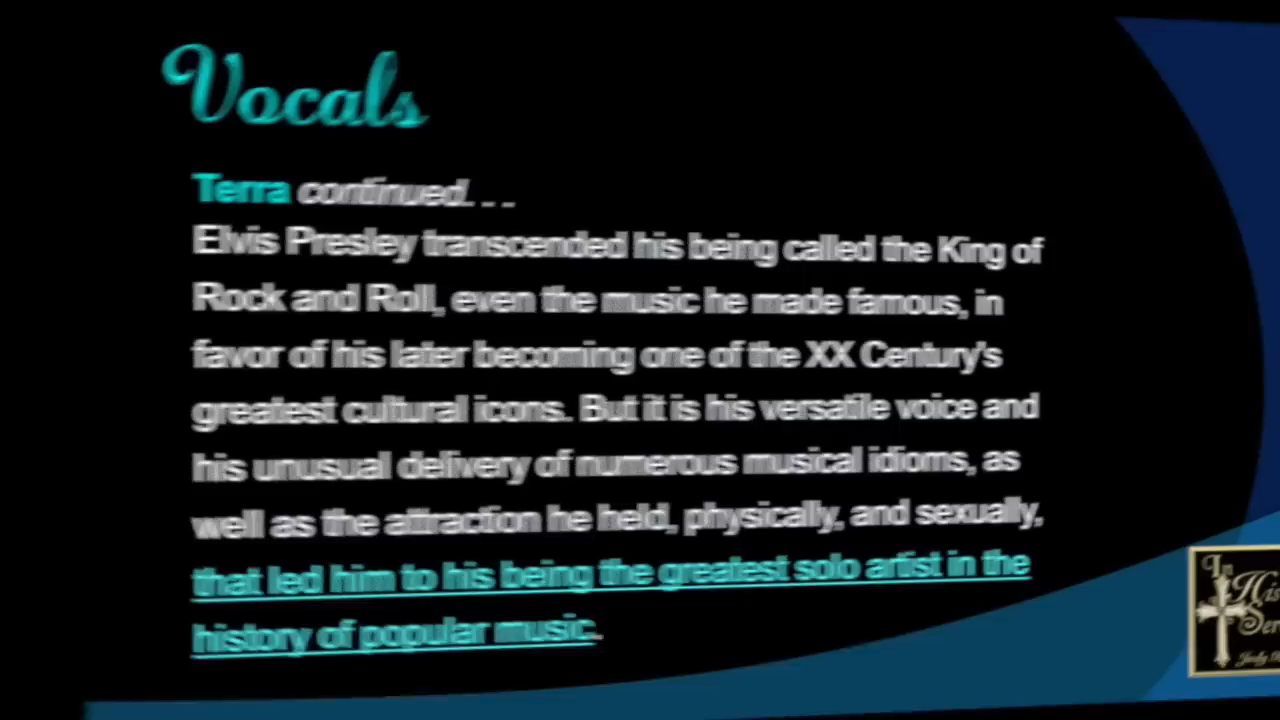 Vocals
Terra continued. . .
Elvis Presley transcended his being called the King of
Rock and Roll, even the music he made famous, in
favor of his later becoming one of the XX Century's
greatest cultural icons. But it is his versatile voice and
his unusual delivery of numerous musical idioms, as
well as the attraction he held, physically, and sexually,
that led him to his being the greatest solo artist in the
history of popular music.
In
His